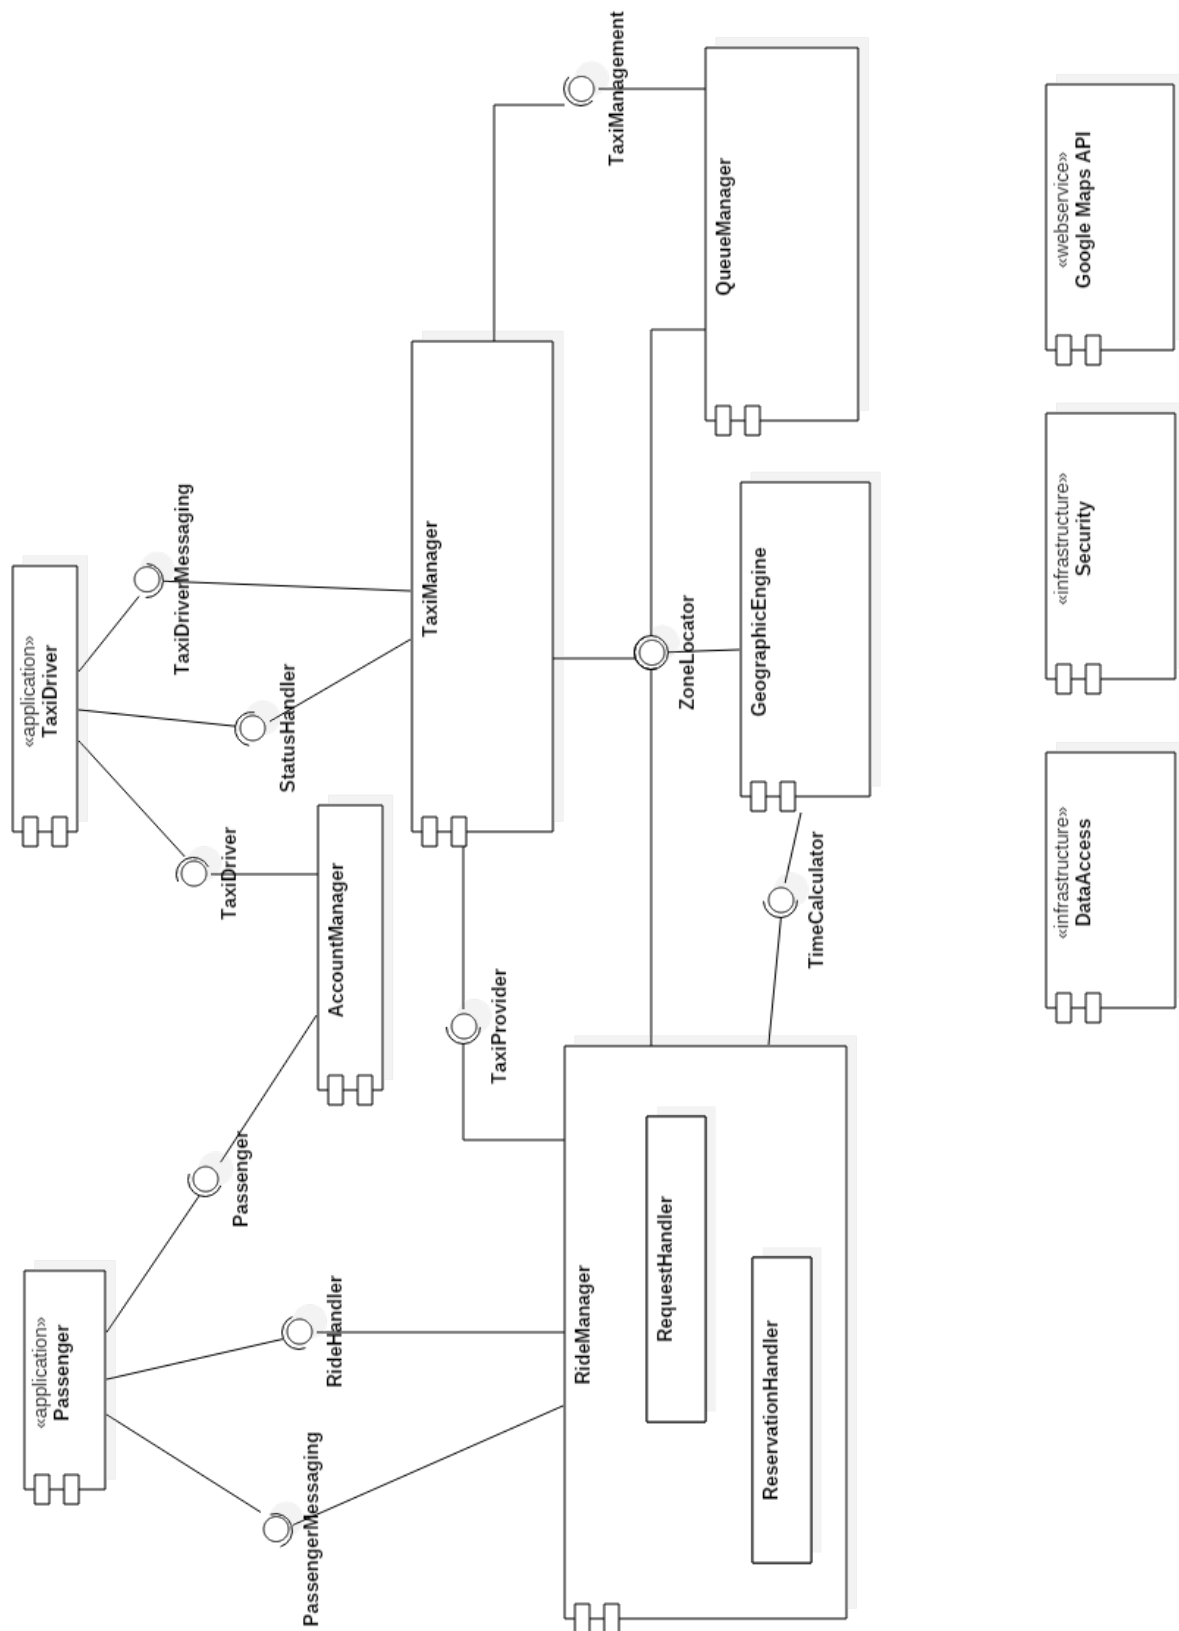 «application»
Passenger
PassengerMessaging
RideHandler
Passenger
AccountManager
«application»
TaxiDriver
TaxiDriver
StatusHandler
TaxiDriverMessaging
TaxiManager
TaxiProvider
TaxiManagement
RideManager
RequestHandler
ReservationHandler
ZoneLocator
QueueManager
GeographicEngine
TimeCalculator
«infrastructure»
DataAccess
«infrastructure»
Security
«webservice»
Google Maps API